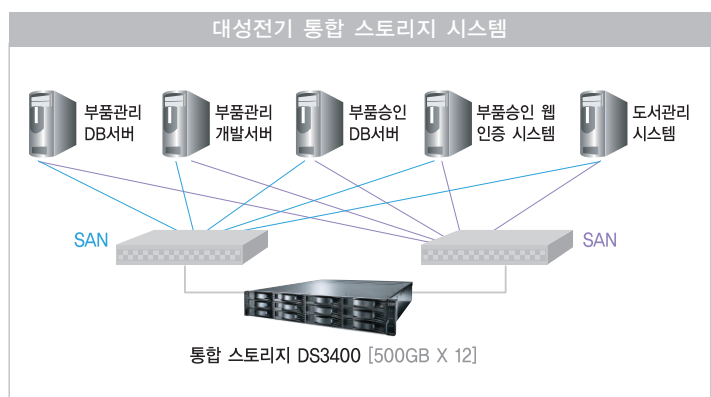 대성전기 통합 스토리지 시스템
부품관리
DB서버
부품관리
개발서버
부품승인
DB서버
부품승인 웹
인증 시스템
도서관리
시스템
SAN
SAN
통합 스토리지 DS3400 [500GB X 12]